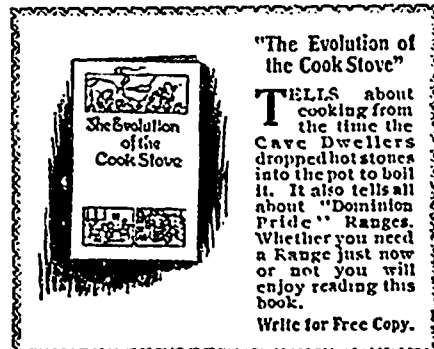 The Evolution
of the
Cook Stove
"The Evolution of
the Cook Stove"
TELLS about
cooking from
the time the
Cave Dwellers
dropped hot stones
into the pot to boil
it. It also tells all
about "Dominion
Pride" Ranges.
Whether you need
a Range just now
or not you will
enjoy reading this
book.
Write for Free Copy.